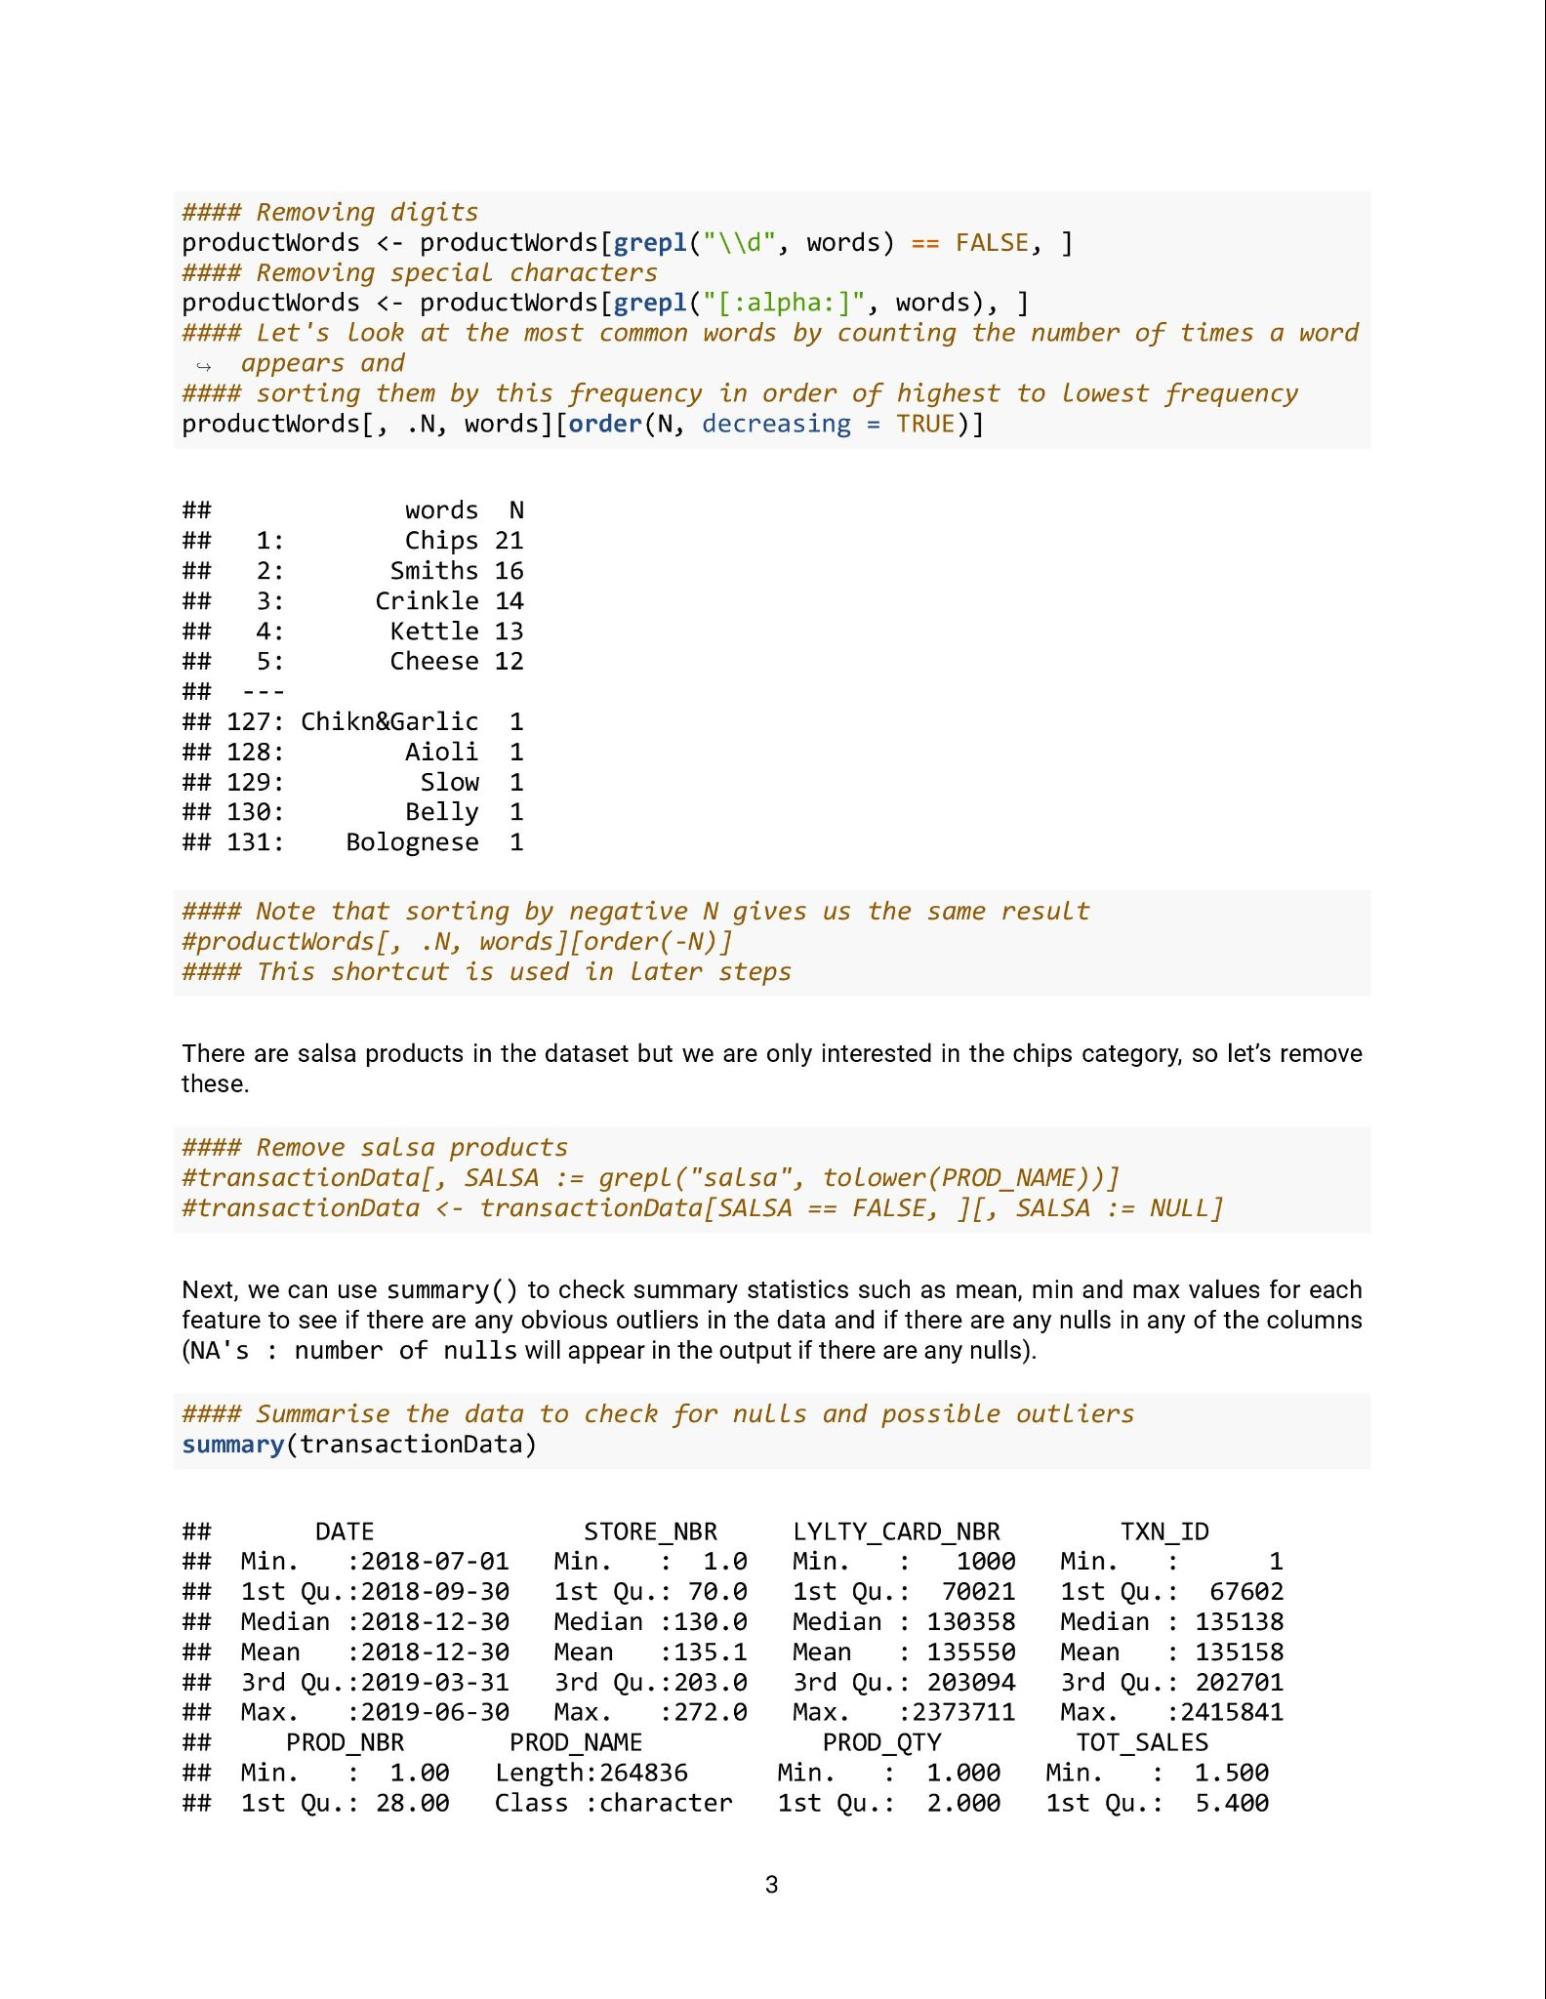 #### Removing digits
productWords <- productWords[grepl("\\d", words) == FALSE, ]
#### Removing special characters
productWords <- productWords[grepl("[:alpha:]", words), ]
#### Let's look at the most common words by counting the number of times a word
↪ appears and
#### sorting them by this frequency in order of highest to lowest frequency
productWords[, .N, words][order(N, decreasing = TRUE)]
##             words  N
##   1:        Chips 21
##   2:       Smiths 16
##   3:      Crinkle 14
##   4:       Kettle 13
##   5:       Cheese 12
##  ---
## 127: Chikn&Garlic  1
## 128:        Aioli  1
## 129:         Slow  1
## 130:        Belly  1
## 131:    Bolognese  1
#### Note that sorting by negative N gives us the same result
#productWords[, .N, words][order(-N)]
#### This shortcut is used in later steps
There are salsa products in the dataset but we are only interested in the chips category, so let’s remove
these.
#### Remove salsa products
#transactionData[, SALSA := grepl("salsa", tolower(PROD_NAME))]
#transactionData <- transactionData[SALSA == FALSE, ][, SALSA := NULL]
Next, we can use summary() to check summary statistics such as mean, min and max values for each
feature to see if there are any obvious outliers in the data and if there are any nulls in any of the columns
(NA's : number of nulls will appear in the output if there are any nulls).
#### Summarise the data to check for nulls and possible outliers
summary(transactionData)
##       DATE              STORE_NBR     LYLTY_CARD_NBR        TXN_ID
##  Min.   :2018-07-01   Min.   :  1.0   Min.   :   1000   Min.   :      1
##  1st Qu.:2018-09-30   1st Qu.: 70.0   1st Qu.:  70021   1st Qu.:  67602
##  Median :2018-12-30   Median :130.0   Median : 130358   Median : 135138
##  Mean   :2018-12-30   Mean   :135.1   Mean   : 135550   Mean   : 135158
##  3rd Qu.:2019-03-31   3rd Qu.:203.0   3rd Qu.: 203094   3rd Qu.: 202701
##  Max.   :2019-06-30   Max.   :272.0   Max.   :2373711   Max.   :2415841
##     PROD_NBR       PROD_NAME            PROD_QTY         TOT_SALES
##  Min.   :  1.00   Length:264836      Min.   :  1.000   Min.   :  1.500
##  1st Qu.: 28.00   Class :character   1st Qu.:  2.000   1st Qu.:  5.400
3